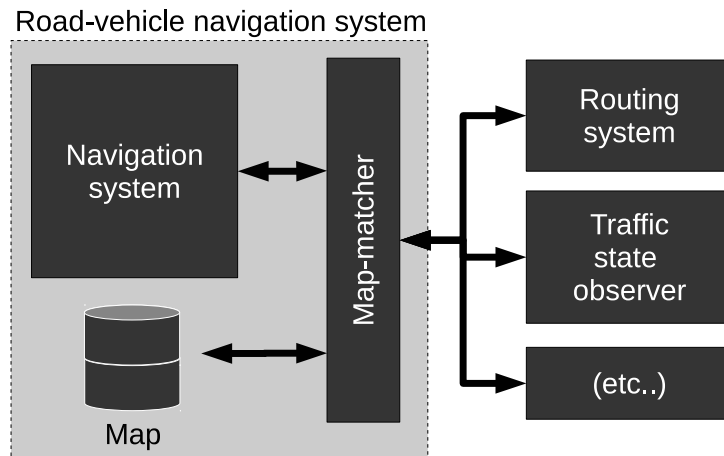 Road-vehicle navigation system
Navigation
system
Map-matcher
Map
Routing
system
Traffic
state
observer
(etc..)